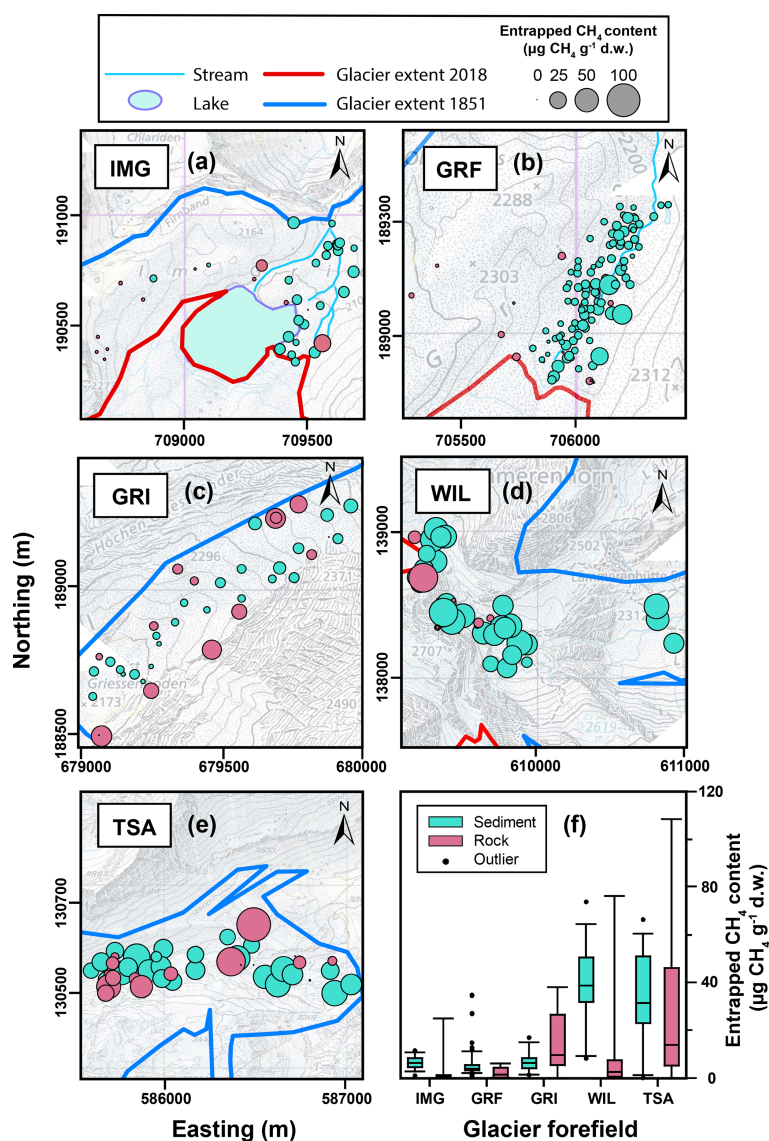 Entrapped CH4 content
(µg CH4 g-1 d.w.)
0 25 50 100
Stream
Glacier extent 2018
Lake
Glacier extent 1851
IMG
(a)
N
Chlariden
Firnband
2164
191000
190500
709000
709500
GRF
(b)
N
2200
2288
2303
2312
189300
189000
705500
706000
GRI
(c)
N
Hochen
2296
2371
2490
2173
189000
188500
679000
679500
680000
WIL
(d)
N
2806
2502
2707
2619
139000
138000
610000
611000
TSA
(e)
N
130700
130500
586000
587000
(f)
Sediment
Rock
Outlier
120
80
40
0
IMG
GRF
GRI
WIL
TSA
Entrapped CH4 content
(µg CH4 g-1 d.w.)
Northing (m)
Easting (m)
Glacier forefield